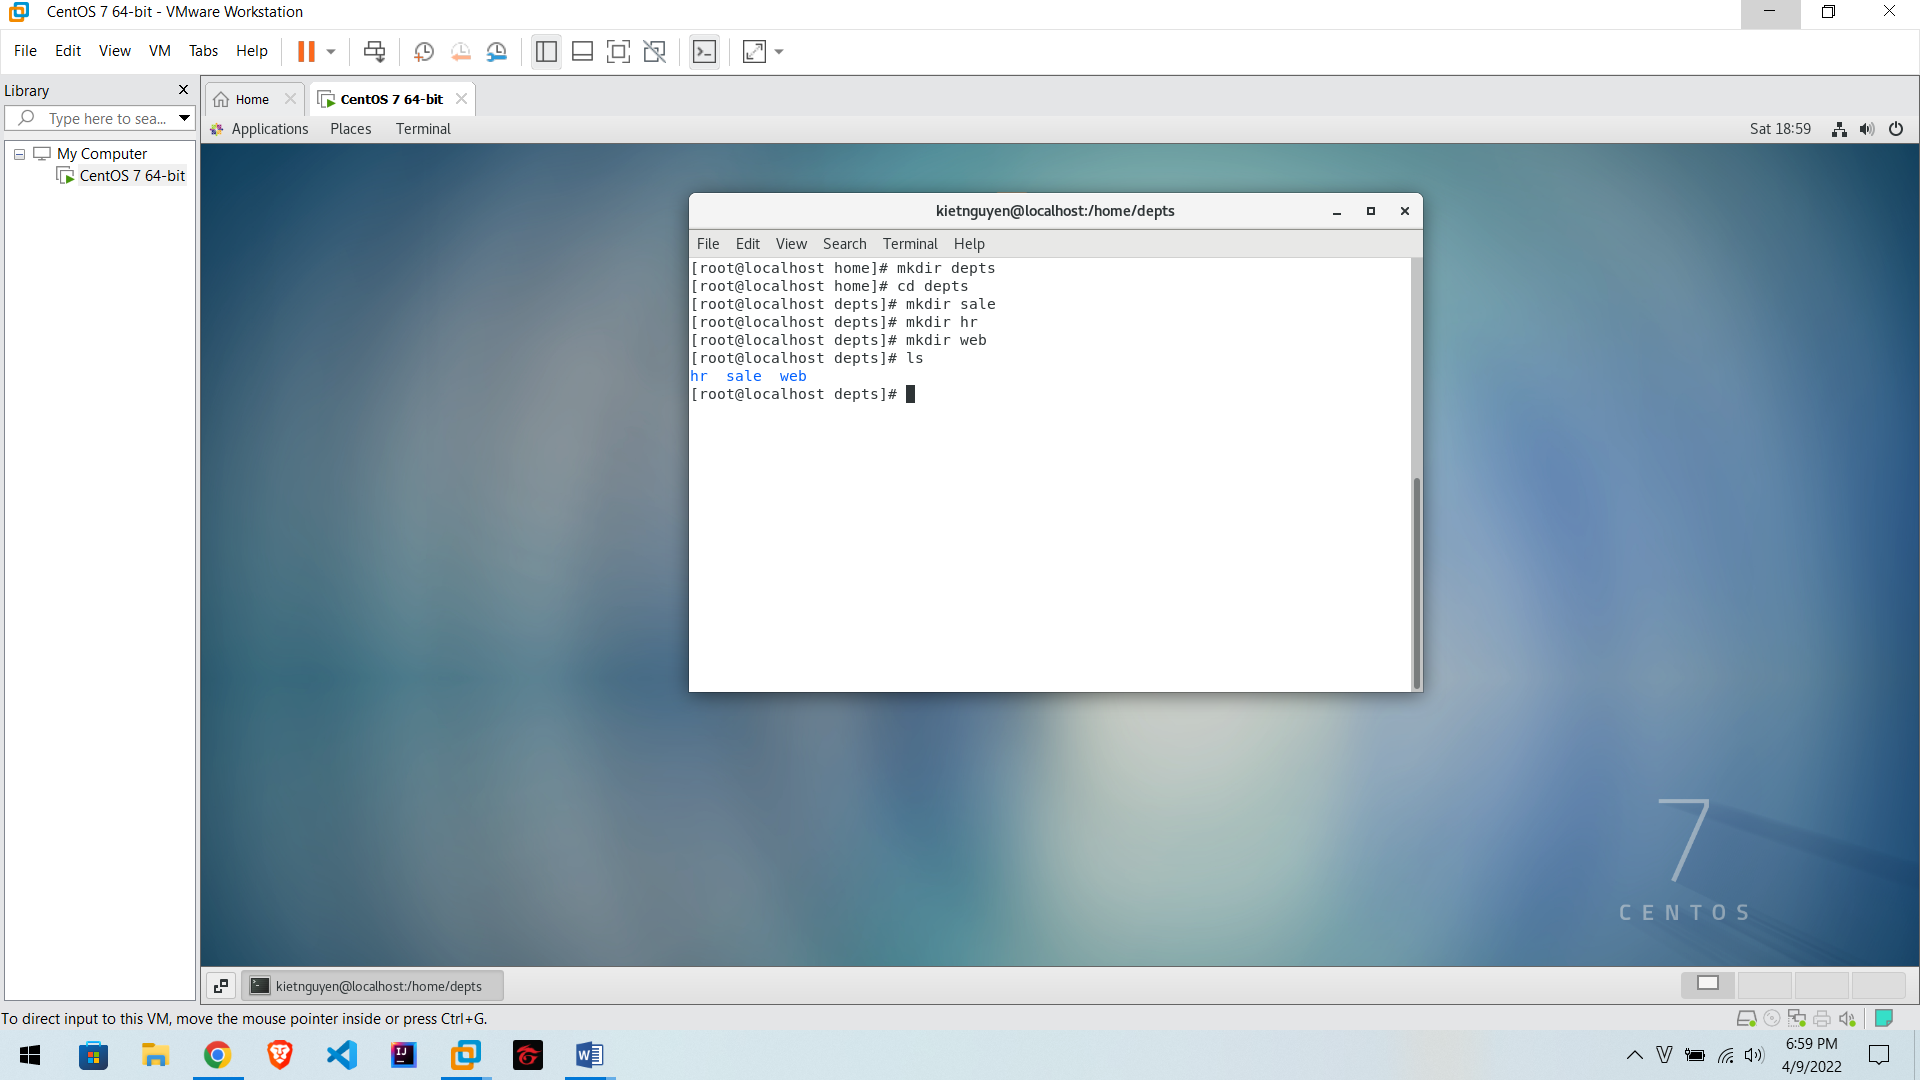 CentOS 7 64-bit - VMware Workstation
File Edit View VM Tabs Help
Library
Type here to sea...
My Computer
CentOS 7 64-bit
Home
CentOS 7 64-bit
Applications Places Terminal
Sat 18:59
kietnguyen@localhost:/home/depts
File Edit View Search Terminal Help
[root@localhost home]# mkdir depts
[root@localhost home]# cd depts
[root@localhost depts]# mkdir sale
[root@localhost depts]# mkdir hr
[root@localhost depts]# mkdir web
[root@localhost depts]# ls
hr sale web
[root@localhost depts]#
7
CENTOS
kietnguyen@localhost:/home/depts
To direct input to this VM, move the mouse pointer inside or press Ctrl+G.
IJ
W
V
6:59 PM
4/9/2022